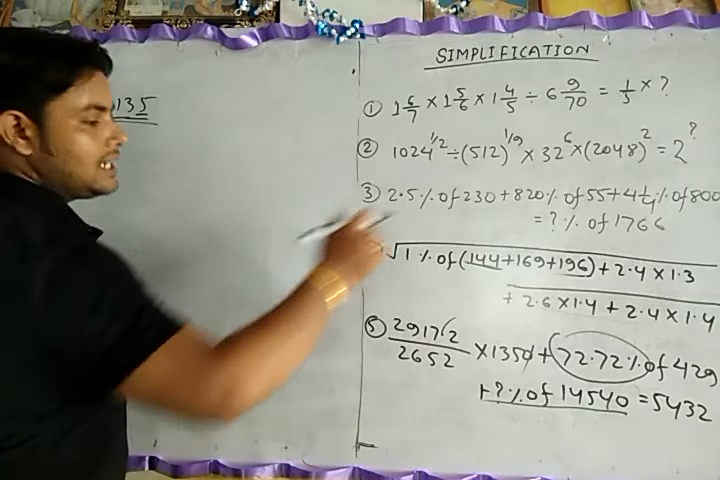 135
SIMPLIFICATION
① 1 6/7 × 1 5/6 × 1 4/5 ÷ 6 9/70 = 1/5 × ?
② 1024^1/2 ÷ (512)^1/9 × 32^6 × (2048)^2 = 2^?
③ 2.5% of 230 + 820% of 55 + 4 1/4 % of 800
= ? % of 1766
√1 % of (144+169+196) + 2.4 × 1.3
+ 2.6 × 1.4 + 2.4 × 1.4
⑤ 29172/2652 × 1350 + 72.72% of 429
+ ? % of 14540 = 5432